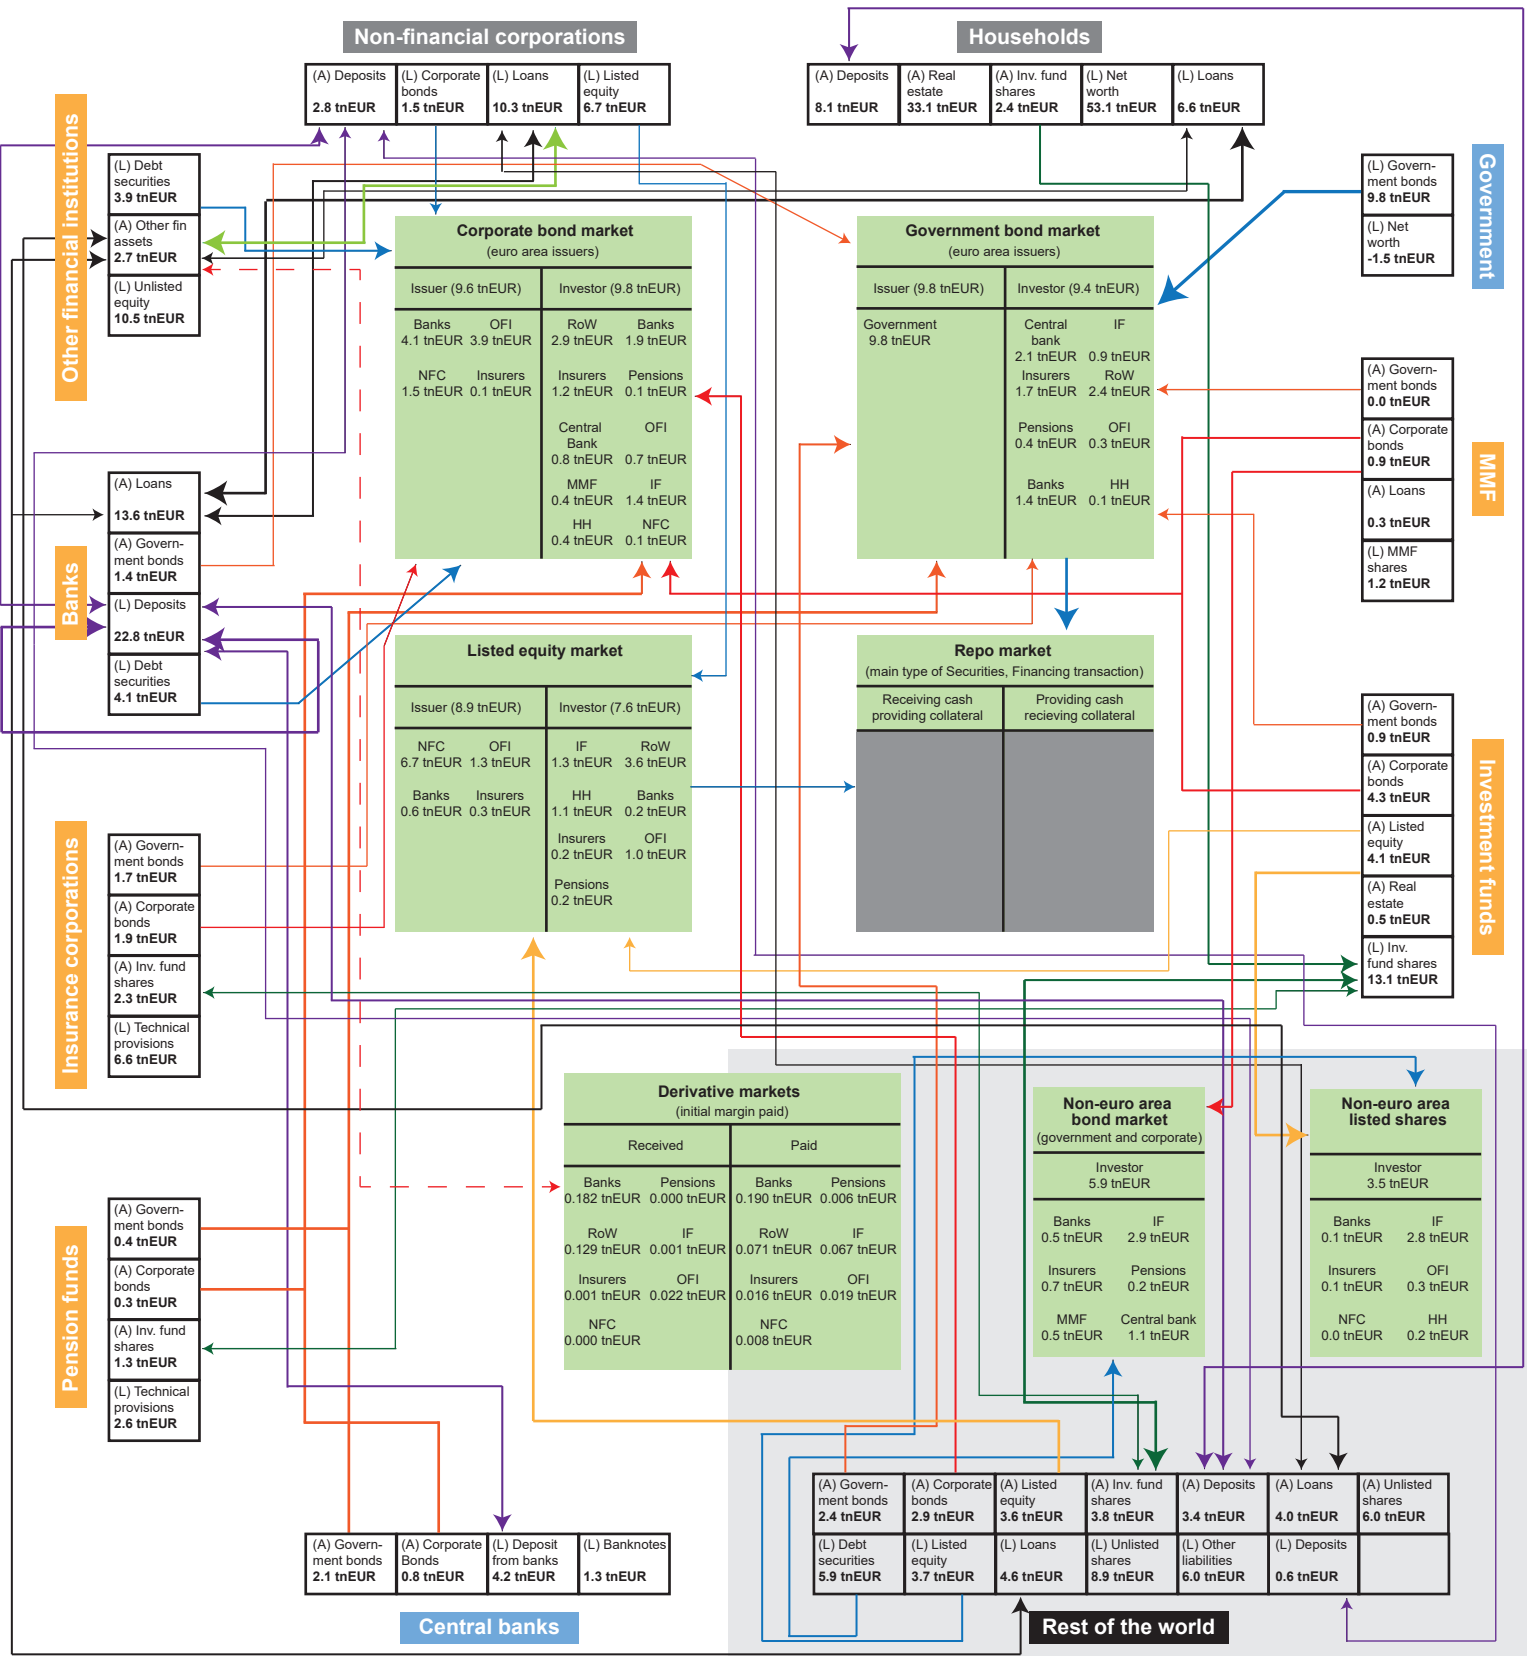 Non-financial corporations
(A) Deposits
2.8 tnEUR
(L) Corporate
bonds
1.5 tnEUR
(L) Loans
10.3 tnEUR
(L) Listed
equity
6.7 tnEUR
Households
(A) Deposits
8.1 tnEUR
(A) Real
estate
33.1 tnEUR
(A) Inv. fund
shares
2.4 tnEUR
(L) Net
worth
53.1 tnEUR
(L) Loans
6.6 tnEUR
Other financial institutions
(L) Debt
securities
3.9 tnEUR
(A) Other fin
assets
2.7 tnEUR
(L) Unlisted
equity
10.5 tnEUR
Government
(L) Govern-
ment bonds
9.8 tnEUR
(L) Net
worth
-1.5 tnEUR
Corporate bond market
(euro area issuers)
Issuer (9.6 tnEUR)
Investor (9.8 tnEUR)
Banks
4.1 tnEUR
OFI
3.9 tnEUR
NFC
1.5 tnEUR
Insurers
0.1 tnEUR
RoW
2.9 tnEUR
Banks
1.9 tnEUR
Insurers
1.2 tnEUR
Pensions
0.1 tnEUR
Central
Bank
0.8 tnEUR
OFI
0.7 tnEUR
MMF
0.4 tnEUR
IF
1.4 tnEUR
HH
0.4 tnEUR
NFC
0.1 tnEUR
Government bond market
(euro area issuers)
Issuer (9.8 tnEUR)
Investor (9.4 tnEUR)
Government
9.8 tnEUR
Central
bank
2.1 tnEUR
IF
0.9 tnEUR
Insurers
1.7 tnEUR
RoW
2.4 tnEUR
Pensions
0.4 tnEUR
OFI
0.3 tnEUR
Banks
1.4 tnEUR
HH
0.1 tnEUR
MMF
(A) Govern-
ment bonds
0.0 tnEUR
(A) Corporate
bonds
0.9 tnEUR
(A) Loans
0.3 tnEUR
(L) MMF
shares
1.2 tnEUR
Banks
(A) Loans
13.6 tnEUR
(A) Govern-
ment bonds
1.4 tnEUR
(L) Deposits
22.8 tnEUR
(L) Debt
securities
4.1 tnEUR
Listed equity market
Issuer (8.9 tnEUR)
Investor (7.6 tnEUR)
NFC
6.7 tnEUR
OFI
1.3 tnEUR
Banks
0.6 tnEUR
Insurers
0.3 tnEUR
IF
1.3 tnEUR
RoW
3.6 tnEUR
HH
1.1 tnEUR
Banks
0.2 tnEUR
Insurers
0.2 tnEUR
OFI
1.0 tnEUR
Pensions
0.2 tnEUR
Repo market
(main type of Securities, Financing transaction)
Receiving cash
providing collateral
Providing cash
recieving collateral
Investment funds
(A) Govern-
ment bonds
0.9 tnEUR
(A) Corporate
bonds
4.3 tnEUR
(A) Listed
equity
4.1 tnEUR
(A) Real
estate
0.5 tnEUR
(L) Inv.
fund shares
13.1 tnEUR
Insurance corporations
(A) Govern-
ment bonds
1.7 tnEUR
(A) Corporate
bonds
1.9 tnEUR
(A) Inv. fund
shares
2.3 tnEUR
(L) Technical
provisions
6.6 tnEUR
Derivative markets
(initial margin paid)
Received
Paid
Banks
0.182 tnEUR
Pensions
0.000 tnEUR
RoW
0.129 tnEUR
IF
0.001 tnEUR
Insurers
0.001 tnEUR
OFI
0.022 tnEUR
NFC
0.000 tnEUR
Banks
0.190 tnEUR
Pensions
0.006 tnEUR
RoW
0.071 tnEUR
IF
0.067 tnEUR
Insurers
0.016 tnEUR
OFI
0.019 tnEUR
NFC
0.008 tnEUR
Non-euro area
bond market
(government and corporate)
Investor
5.9 tnEUR
Banks
0.5 tnEUR
IF
2.9 tnEUR
Insurers
0.7 tnEUR
Pensions
0.2 tnEUR
MMF
0.5 tnEUR
Central bank
1.1 tnEUR
Non-euro area
listed shares
Investor
3.5 tnEUR
Banks
0.1 tnEUR
IF
2.8 tnEUR
Insurers
0.1 tnEUR
OFI
0.3 tnEUR
NFC
0.0 tnEUR
HH
0.2 tnEUR
Pension funds
(A) Govern-
ment bonds
0.4 tnEUR
(A) Corporate
bonds
0.3 tnEUR
(A) Inv. fund
shares
1.3 tnEUR
(L) Technical
provisions
2.6 tnEUR
(A) Govern-
ment bonds
2.1 tnEUR
(A) Corporate
Bonds
0.8 tnEUR
(L) Deposit
from banks
4.2 tnEUR
(L) Banknotes
1.3 tnEUR
Central banks
(A) Govern-
ment bonds
2.4 tnEUR
(A) Corporate
bonds
2.9 tnEUR
(A) Listed
equity
3.6 tnEUR
(A) Inv. fund
shares
3.8 tnEUR
(A) Deposits
3.4 tnEUR
(A) Loans
4.0 tnEUR
(A) Unlisted
shares
6.0 tnEUR
(L) Debt
securities
5.9 tnEUR
(L) Listed
equity
3.7 tnEUR
(L) Loans
4.6 tnEUR
(L) Unlisted
shares
8.9 tnEUR
(L) Other
liabilities
6.0 tnEUR
(L) Deposits
0.6 tnEUR
Rest of the world